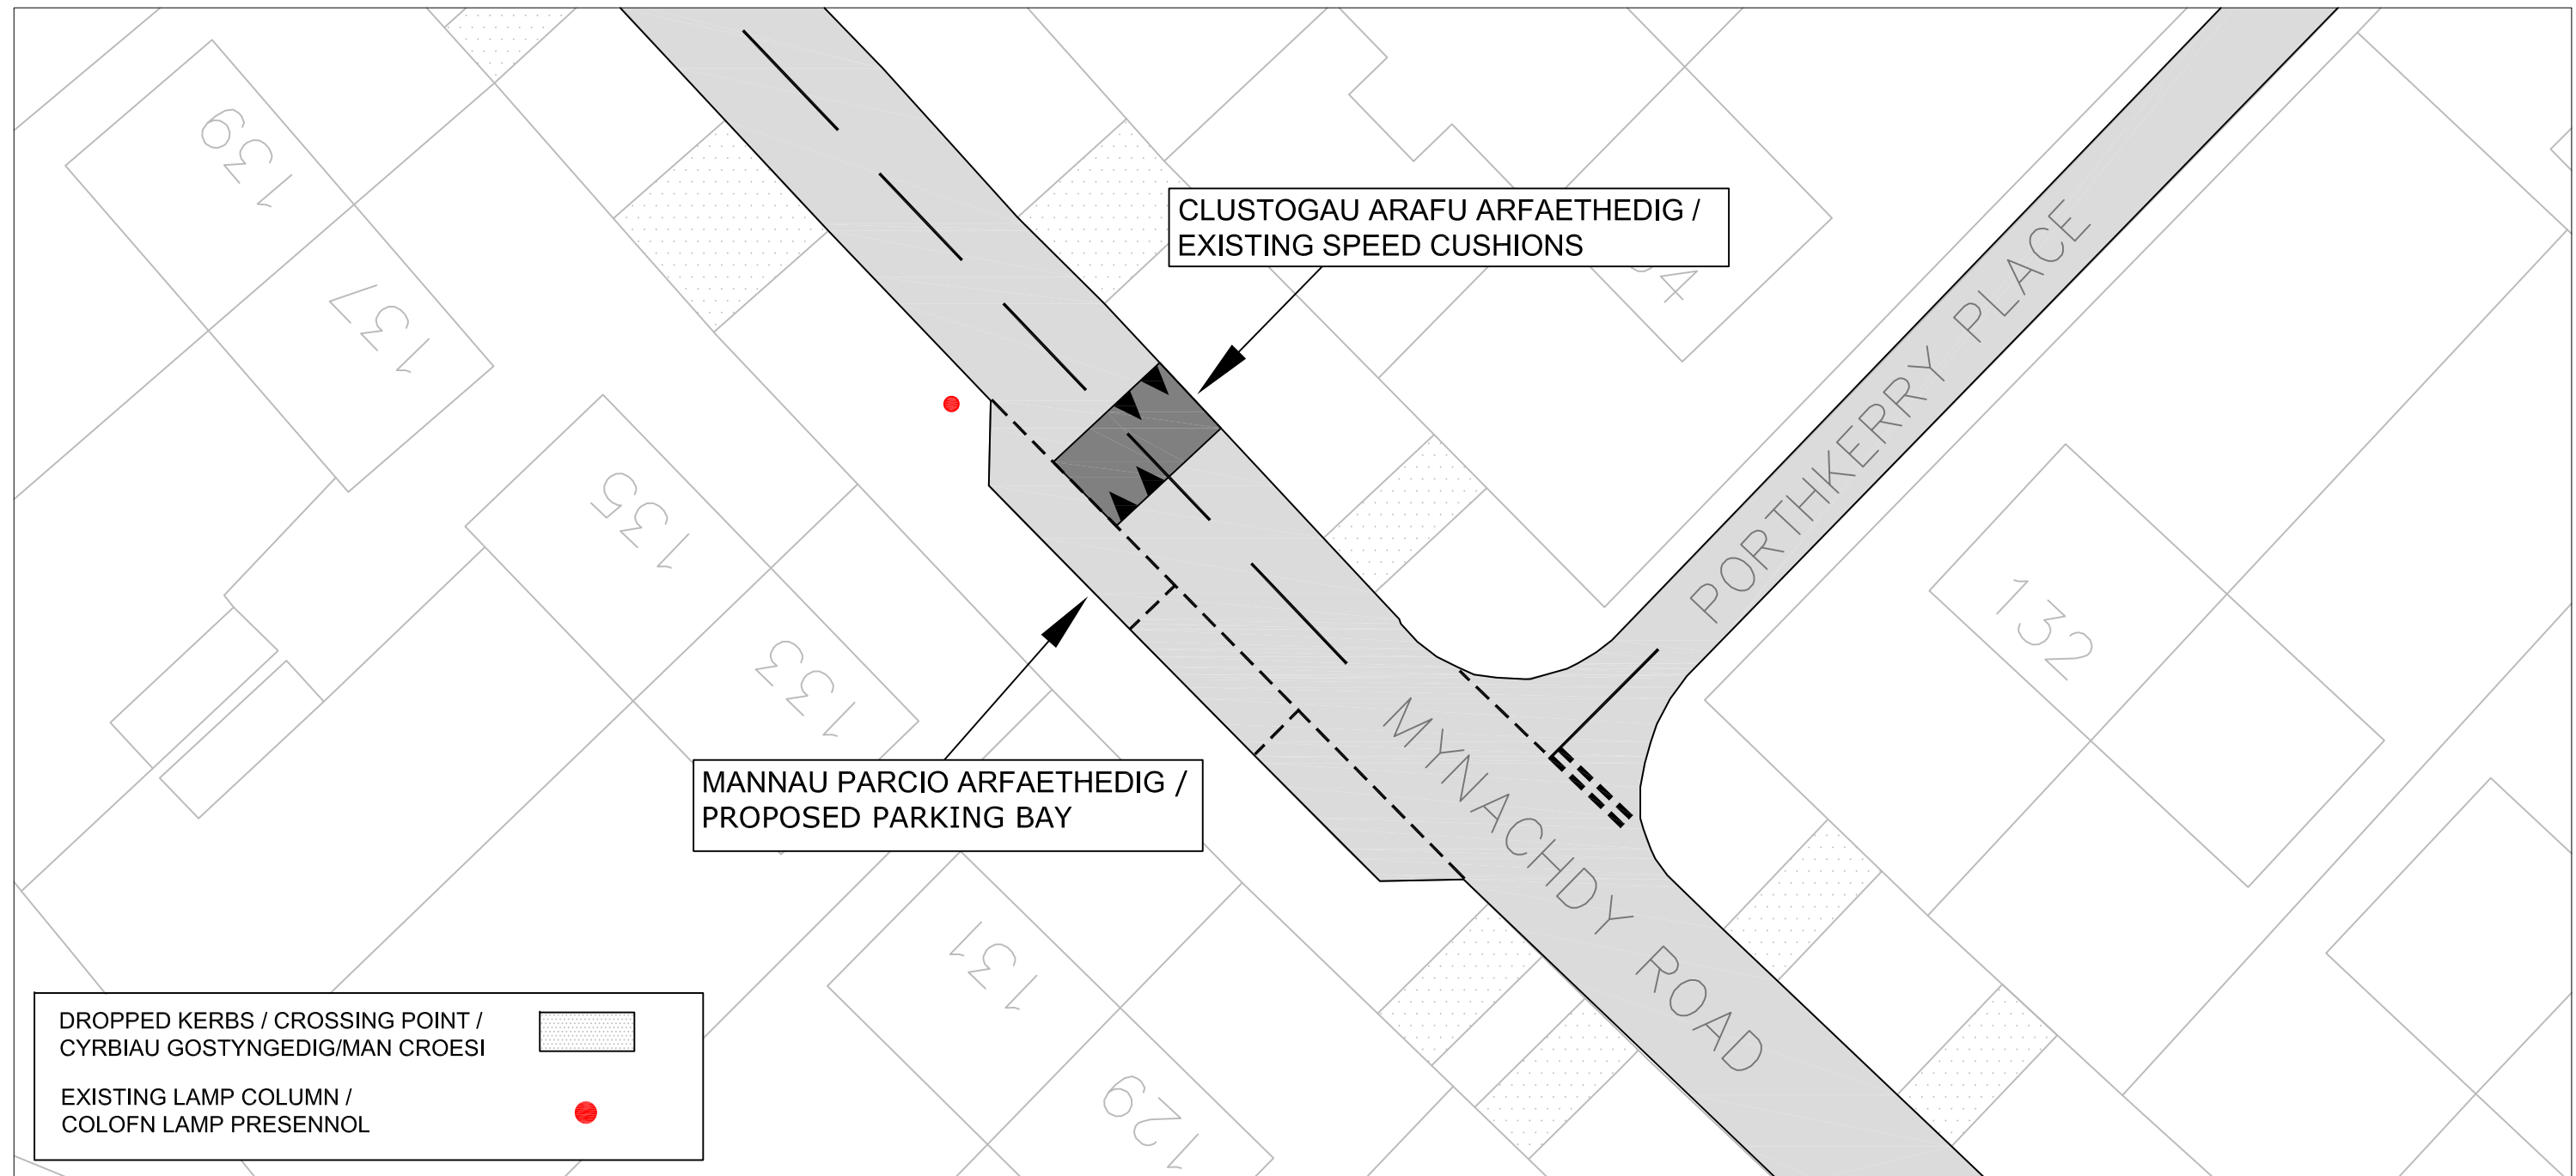 139
137
135
133
131
129
CLUSTOGAU ARAFU ARFAETHEDIG /
EXISTING SPEED CUSHIONS
PORTHKERRY PLACE
132
MANNAU PARCIO ARFAETHEDIG /
PROPOSED PARKING BAY
MYNACHDY ROAD
DROPPED KERBS / CROSSING POINT /
CYRBIAU GOSTYNGEDIG/MAN CROESI
EXISTING LAMP COLUMN /
COLOFN LAMP PRESENNOL